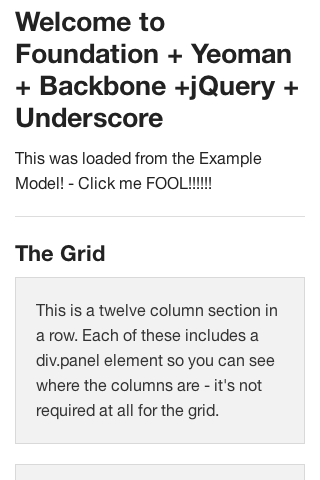 Welcome to
Foundation + Yeoman
+ Backbone +jQuery +
Underscore
This was loaded from the Example
Model! - Click me FOOL!!!!!!
The Grid
This is a twelve column section in
a row. Each of these includes a
div.panel element so you can see
where the columns are - it's not
required at all for the grid.